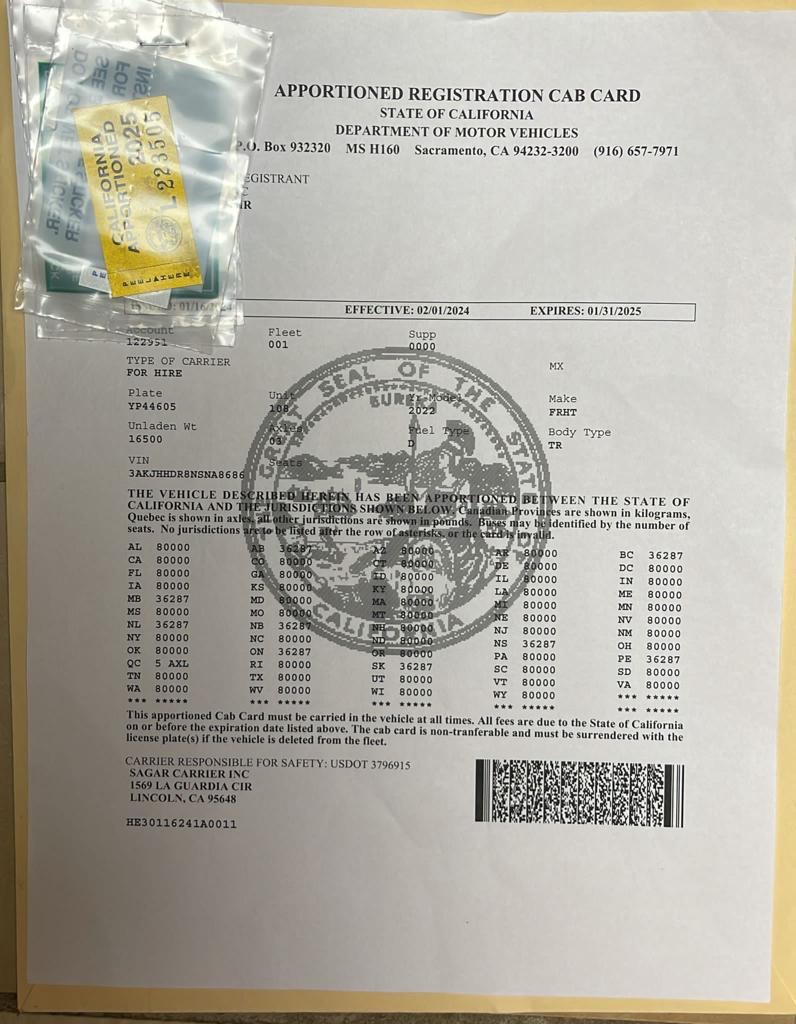 APPORTIONED REGISTRATION CAB CARD
STATE OF CALIFORNIA
DEPARTMENT OF MOTOR VEHICLES
P.O. Box 932320 MS H160 Sacramento, CA 94232-3200 (916) 657-7971
CALIFORNIA
APPORTIONED
2025
L 223505
PEEL HERE
EGISTRANT
C
IR
01/16/ EFFECTIVE: 02/01/2024 EXPIRES: 01/31/2025
Account Fleet Supp
122951 001 0000
TYPE OF CARRIER MX
FOR HIRE
Plate Unit Yr Model Make
YP44605 108 2022 FRHT
Unladen Wt Axles Fuel Type Body Type
16500 03 D TR
VIN Seats
3AKJHHDR8NSNA8686
THE VEHICLE DESCRIBED HEREIN HAS BEEN APPORTIONED BETWEEN THE STATE OF
CALIFORNIA AND THE JURISDICTIONS SHOWN BELOW. Canadian Provinces are shown in kilograms,
Quebec is shown in axles, all other jurisdictions are shown in pounds. Buses may be identified by the number of
seats. No jurisdictions are to be listed after the row of asterisks, or the card is invalid.
AL 80000 AB 36287 AZ 80000 AR 80000 BC 36287
CA 80000 CO 80000 CT 80000 DE 80000 DC 80000
FL 80000 GA 80000 ID 80000 IL 80000 IN 80000
IA 80000 KS 80000 KY 80000 LA 80000 ME 80000
MB 36287 MD 80000 MA 80000 MI 80000 MN 80000
MS 80000 MO 80000 MT 80000 NE 80000 NV 80000
NL 36287 NB 36287 NH 80000 NJ 80000 NM 80000
NY 80000 NC 80000 ND 80000 NS 36287 OH 80000
OK 80000 ON 36287 OR 80000 PA 80000 PE 36287
QC 5 AXL RI 80000 SK 36287 SC 80000 SD 80000
TN 80000 TX 80000 UT 80000 VT 80000 VA 80000
WA 80000 WV 80000 WI 80000 WY 80000 *** *****
*** ***** *** ***** *** ***** *** ***** *** *****
This apportioned Cab Card must be carried in the vehicle at all times. All fees are due to the State of California
on or before the expiration date listed above. The cab card is non-tranferable and must be surrendered with the
license plate(s) if the vehicle is deleted from the fleet.
CARRIER RESPONSIBLE FOR SAFETY: USDOT 3796915
SAGAR CARRIER INC
1569 LA GUARDIA CIR
LINCOLN, CA 95648
HE30116241A0011